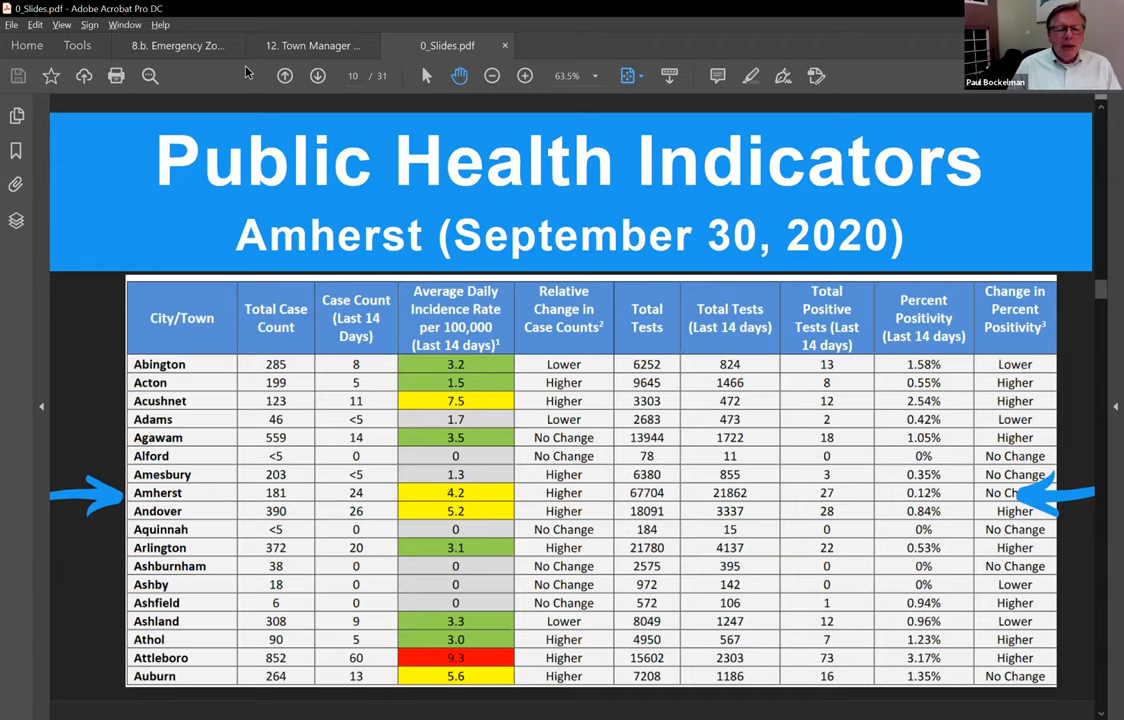 0_Slides.pdf - Adobe Acrobat Pro DC
File Edit View Sign Window Help
Home Tools 8.b. Emergency Zo... 12. Town Manager ... 0_Slides.pdf ×
10 / 31 63.5%
Paul Bockelman
Public Health Indicators
Amherst (September 30, 2020)
City/Town Total Case Count Case Count (Last 14 Days) Average Daily Incidence Rate per 100,000 (Last 14 days)¹ Relative Change in Case Counts² Total Tests Total Tests (Last 14 days) Total Positive Tests (Last 14 days) Percent Positivity (Last 14 days) Change in Percent Positivity³
Abington 285 8 3.2 Lower 6252 824 13 1.58% Lower
Acton 199 5 1.5 Higher 9645 1466 8 0.55% Higher
Acushnet 123 11 7.5 Higher 3303 472 12 2.54% Higher
Adams 46 <5 1.7 Lower 2683 473 2 0.42% Lower
Agawam 559 14 3.5 No Change 13944 1722 18 1.05% Higher
Alford <5 0 0 No Change 78 11 0 0% No Change
Amesbury 203 <5 1.3 Higher 6380 855 3 0.35% No Change
Amherst 181 24 4.2 Higher 67704 21862 27 0.12% No
Andover 390 26 5.2 Higher 18091 3337 28 0.84% Higher
Aquinnah <5 0 0 No Change 184 15 0 0% No Change
Arlington 372 20 3.1 Higher 21780 4137 22 0.53% Higher
Ashburnham 38 0 0 No Change 2575 395 0 0% No Change
Ashby 18 0 0 No Change 972 142 0 0% Lower
Ashfield 6 0 0 No Change 572 106 1 0.94% Higher
Ashland 308 9 3.3 Lower 8049 1247 12 0.96% Lower
Athol 90 5 3.0 Higher 4950 567 7 1.23% Higher
Attleboro 852 60 9.3 Higher 15602 2303 73 3.17% Higher
Auburn 264 13 5.6 Higher 7208 1186 16 1.35% No Change